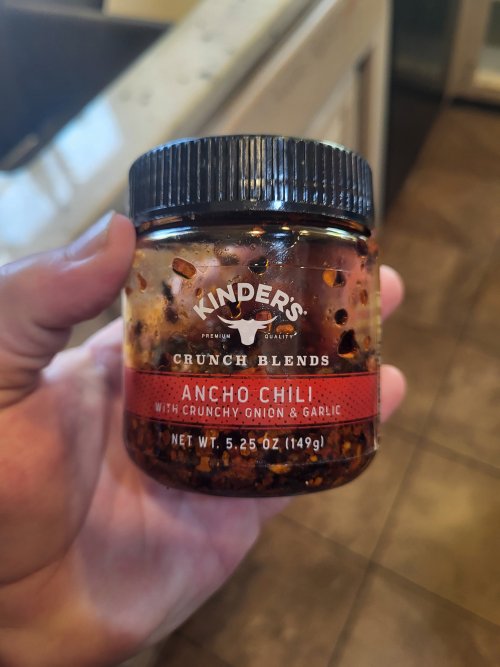 KINDER'S
PREMIUM QUALITY
CRUNCH BLENDS
ANCHO CHILI
WITH CRUNCHY ONION & GARLIC
NET WT. 5.25 OZ (149g)